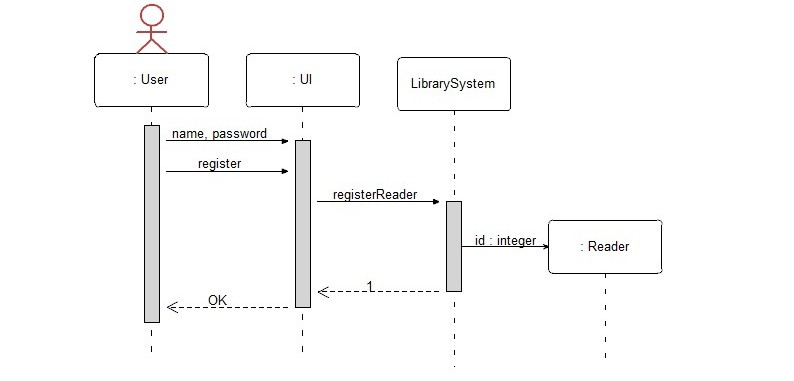 : User
: UI
LibrarySystem
name, password
register
registerReader
id : integer
: Reader
1
OK